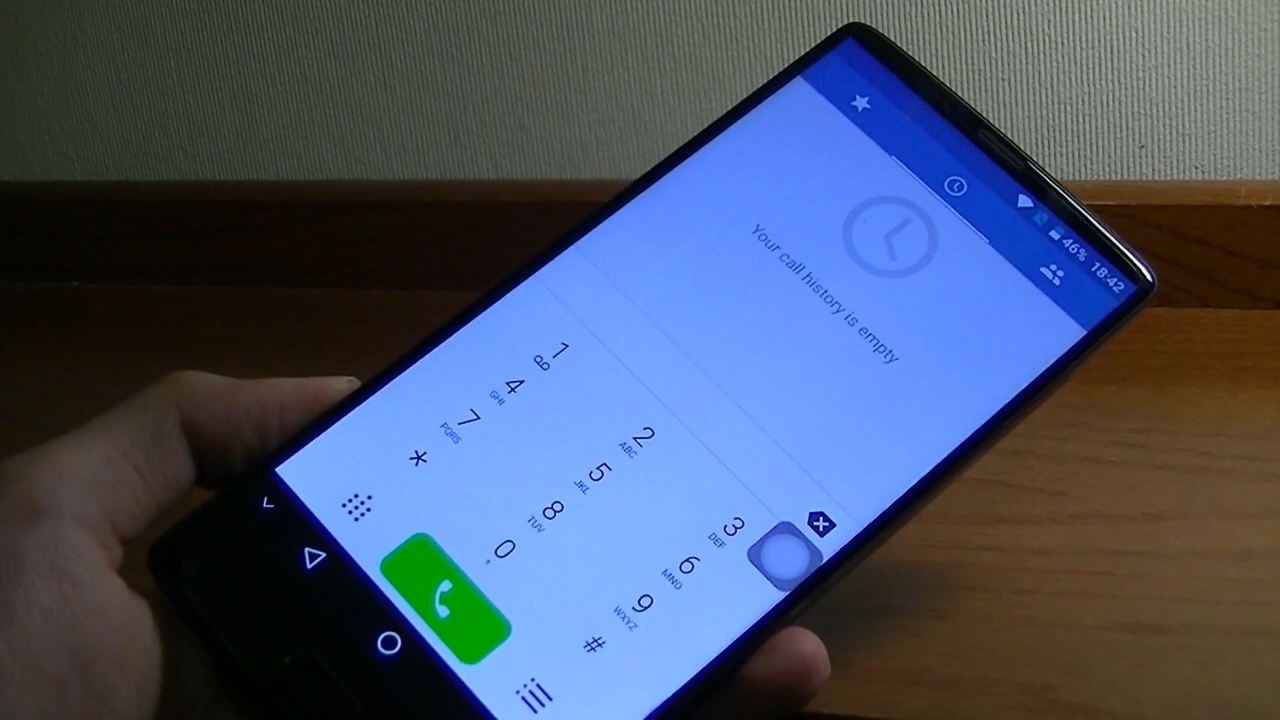 46% 18:42
Your call history is empty
1 2 ABC 3 DEF
4 GHI 5 JKL 6 MNO
7 PQRS 8 TUV 9 WXYZ
* 0 + #